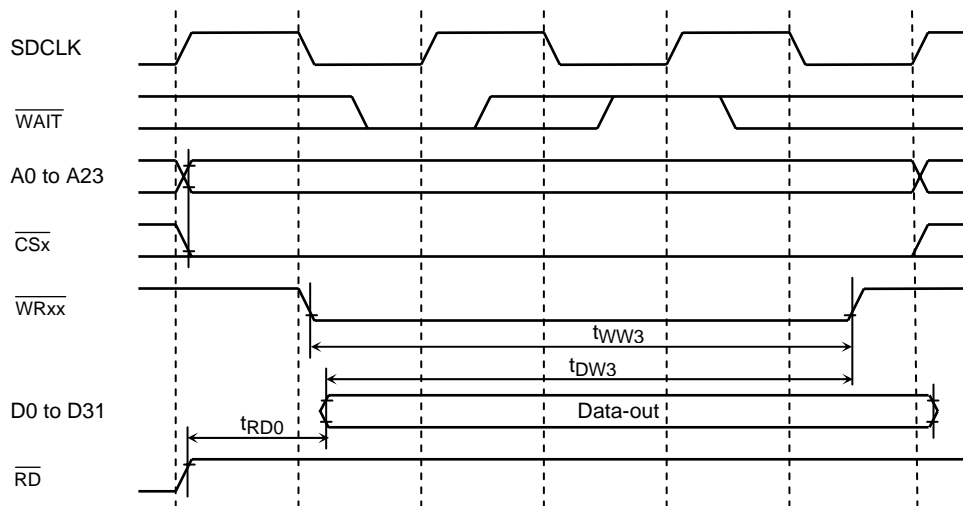 SDCLK
WAIT
A0 to A23
CSx
WRxx
tWW3
tDW3
D0 to D31
Data-out
tRD0
RD